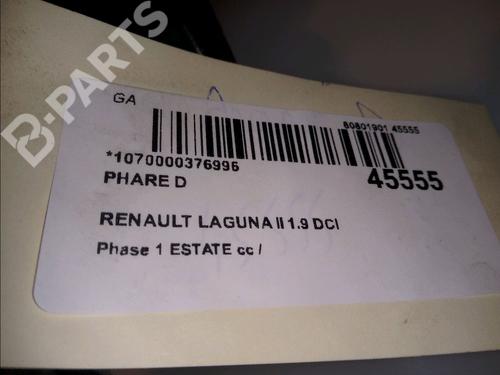 B-PARTS
GA
80801901 45555
*1070000376996
PHARE D
45555
RENAULT LAGUNA II 1.9 DCI
Phase 1 ESTATE cc /